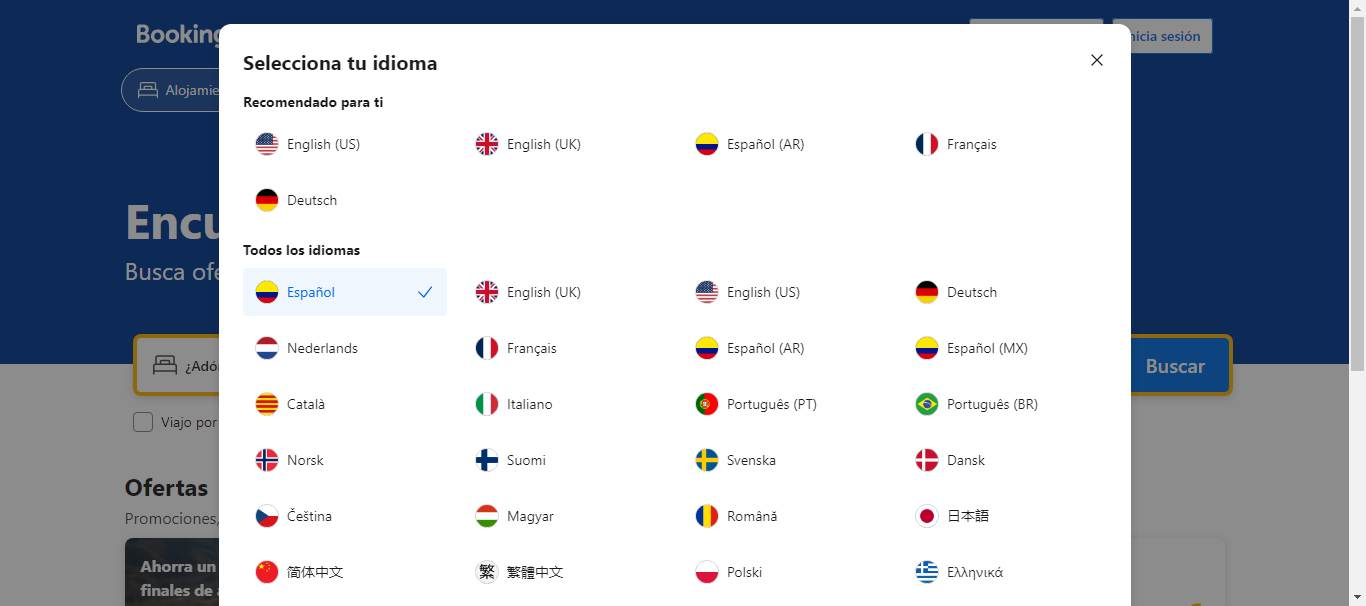 Booking
Selecciona tu idioma
nicia sesión
Recomendado para ti
English (US)
English (UK)
Español (AR)
Français
Deutsch
Todos los idiomas
Español
English (UK)
English (US)
Deutsch
Nederlands
Français
Español (AR)
Español (MX)
Català
Italiano
Português (PT)
Português (BR)
Norsk
Suomi
Svenska
Dansk
Čeština
Magyar
Română
日本語
简体中文
繁 繁體中文
Polski
Ελληνικά
Alojamie
Encu
Busca ofe
¿Adó
Buscar
Viajo por
Ofertas
Promociones,
Ahorra un
finales de a